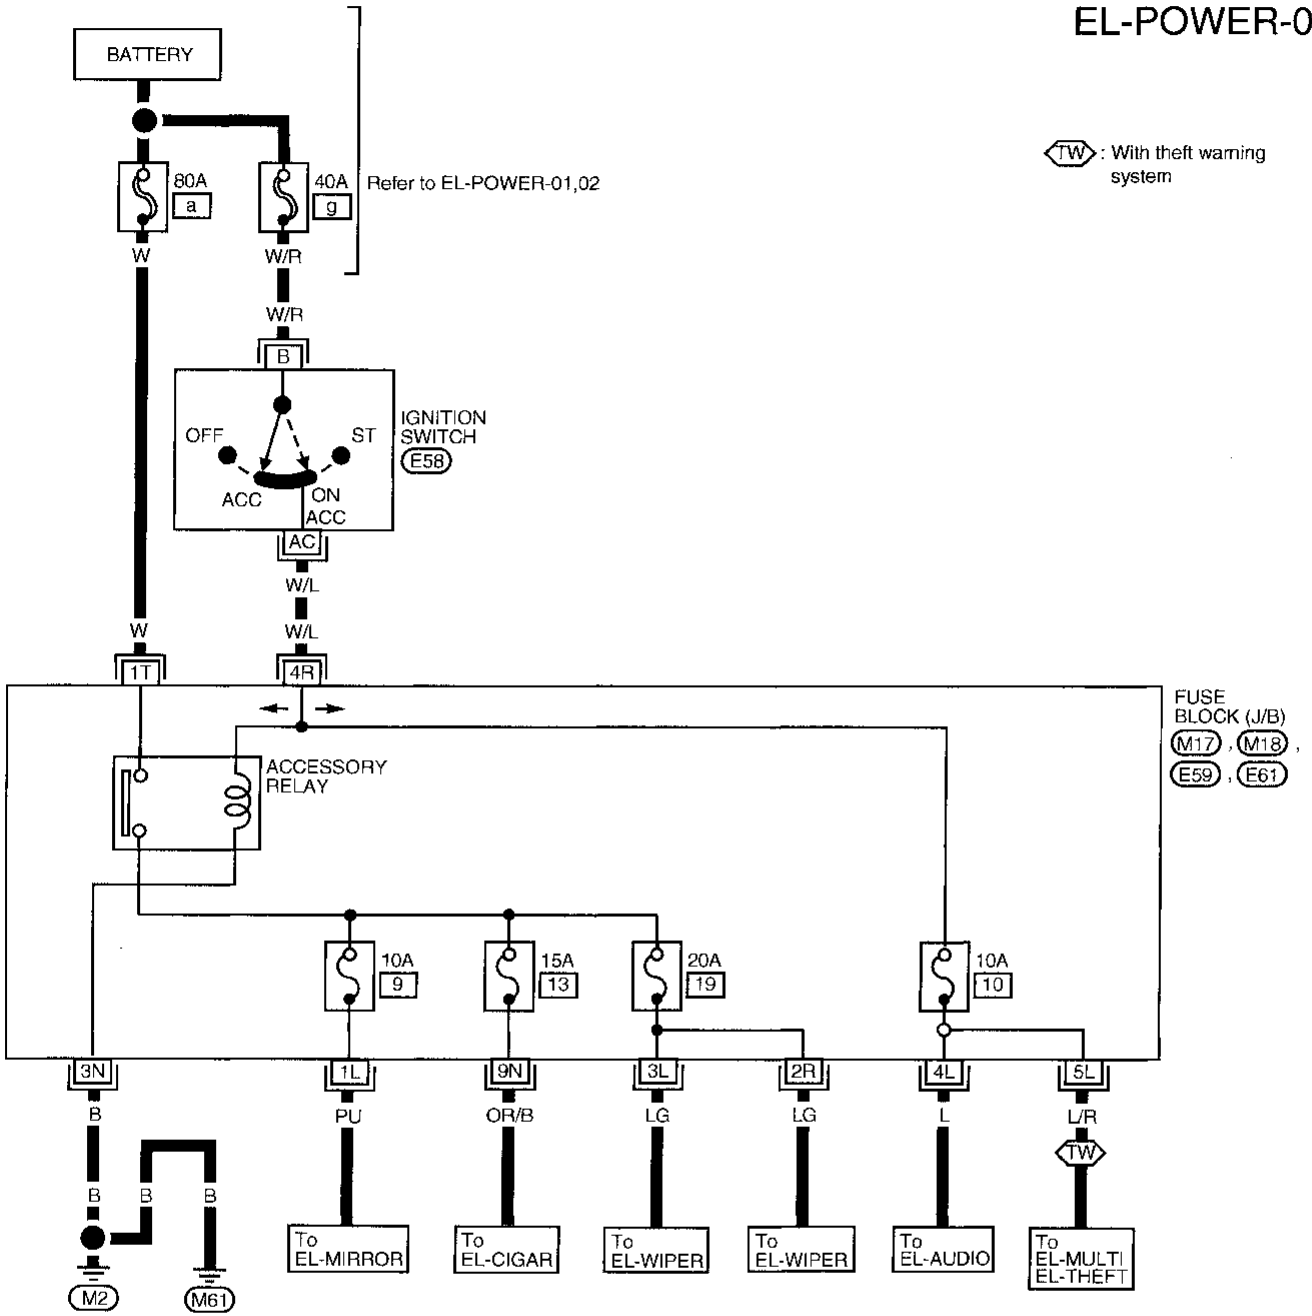 EL-POWER-0
BATTERY
TW : With theft warning
system
80A
a
40A
g
Refer to EL-POWER-01,02
W
W/R
W/R
B
IGNITION
SWITCH
E58
OFF
ST
ACC
ON
ACC
AC
W/L
W
W/L
1T
4R
FUSE
BLOCK (J/B)
M17 , M18 ,
E59 , E61
ACCESSORY
RELAY
10A
9
15A
13
20A
19
10A
10
3N
1L
9N
3L
2R
4L
5L
B
PU
OR/B
LG
LG
L
L/R
TW
B
B
B
To
EL-MIRROR
To
EL-CIGAR
To
EL-WIPER
To
EL-WIPER
To
EL-AUDIO
To
EL-MULTI
EL-THEFT
M2
M61